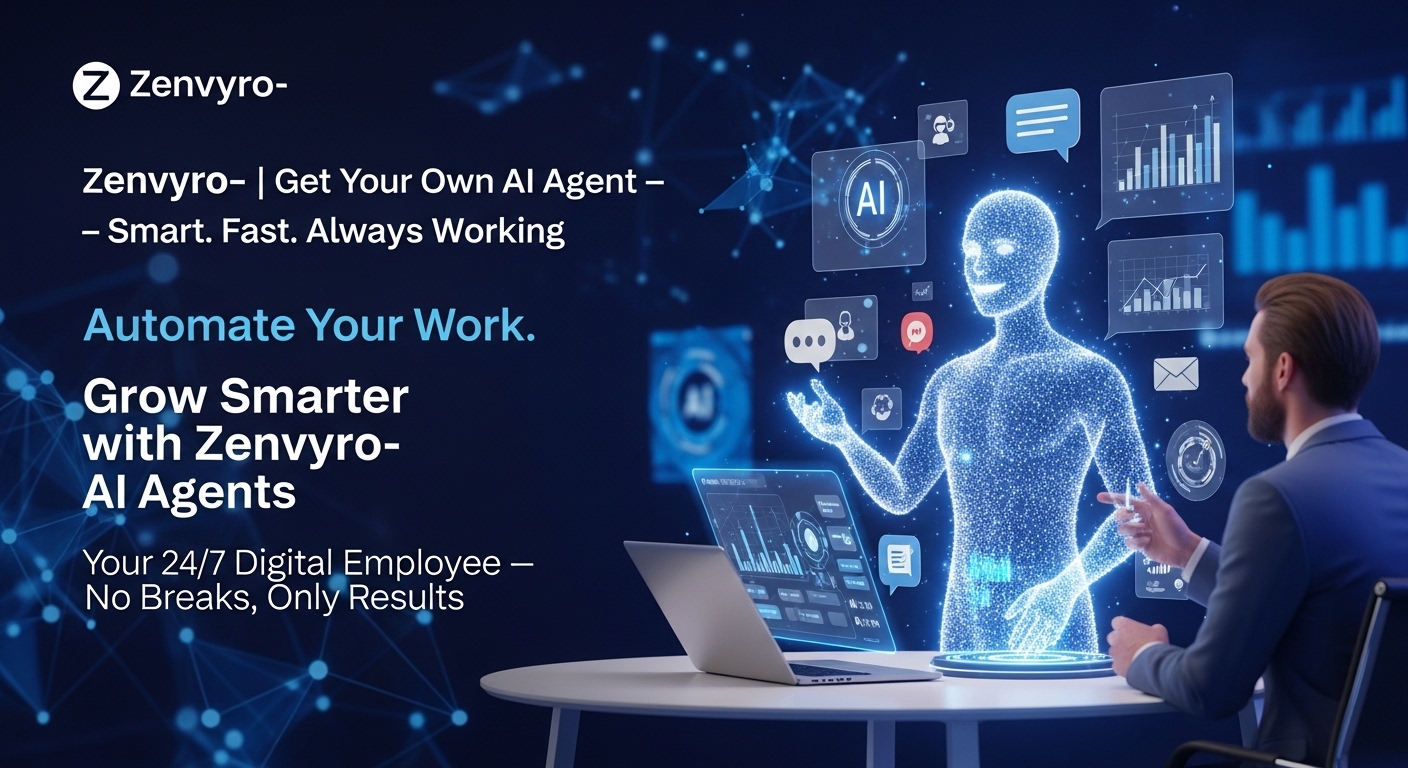 Z Zenvyro-
Zenvyro- | Get Your Own AI Agent –
– Smart. Fast. Always Working
Automate Your Work.
Grow Smarter
with Zenvyro-
AI Agents
Your 24/7 Digital Employee –
No Breaks, Only Results
AI
AI